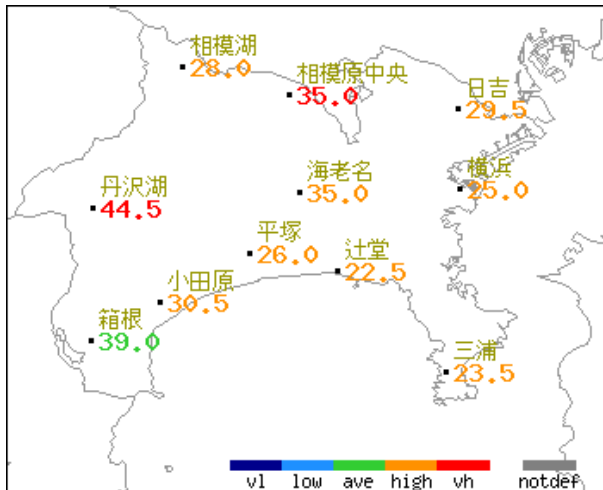 相模湖
28.0
相模原中央
35.0
日吉
29.5
丹沢湖
44.5
海老名
35.0
横浜
25.0
平塚
26.0
辻堂
22.5
小田原
30.5
箱根
39.0
三浦
23.5
vl low ave high vh notdef